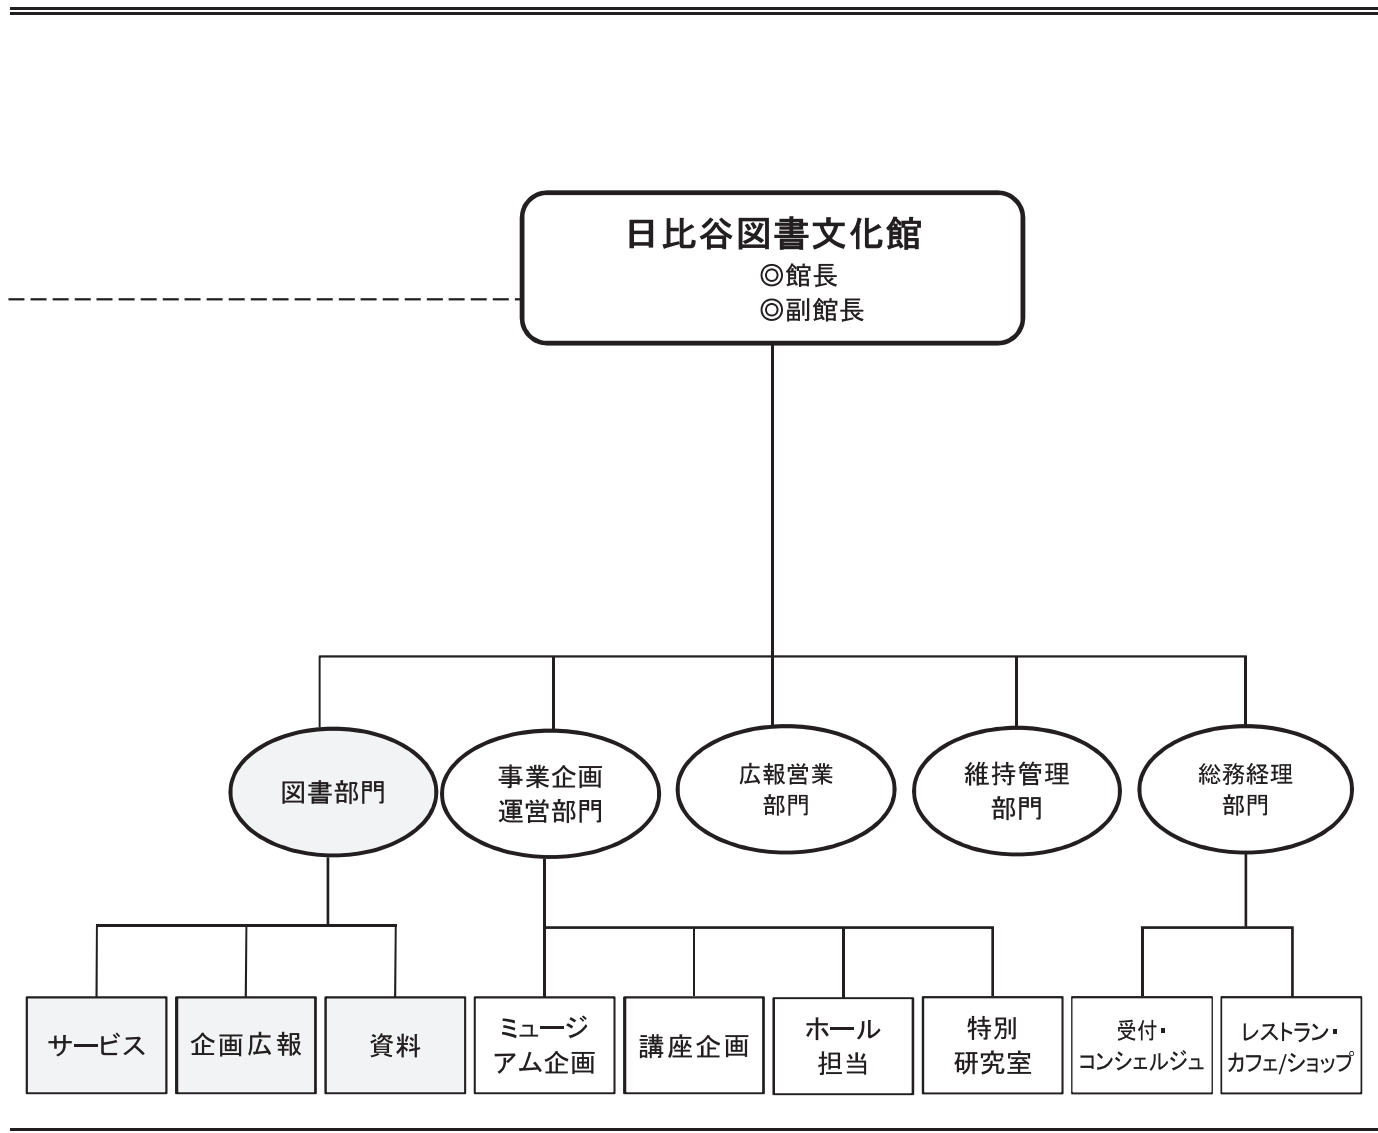 日比谷図書文化館
◎館長
◎副館長
図書部門
事業企画
運営部門
広報営業
部門
維持管理
部門
総務経理
部門
サービス
企画広報
資料
ミュージ
アム企画
講座企画
ホール
担当
特別
研究室
受付・
コンシェルジュ
レストラン・
カフェ/ショップ